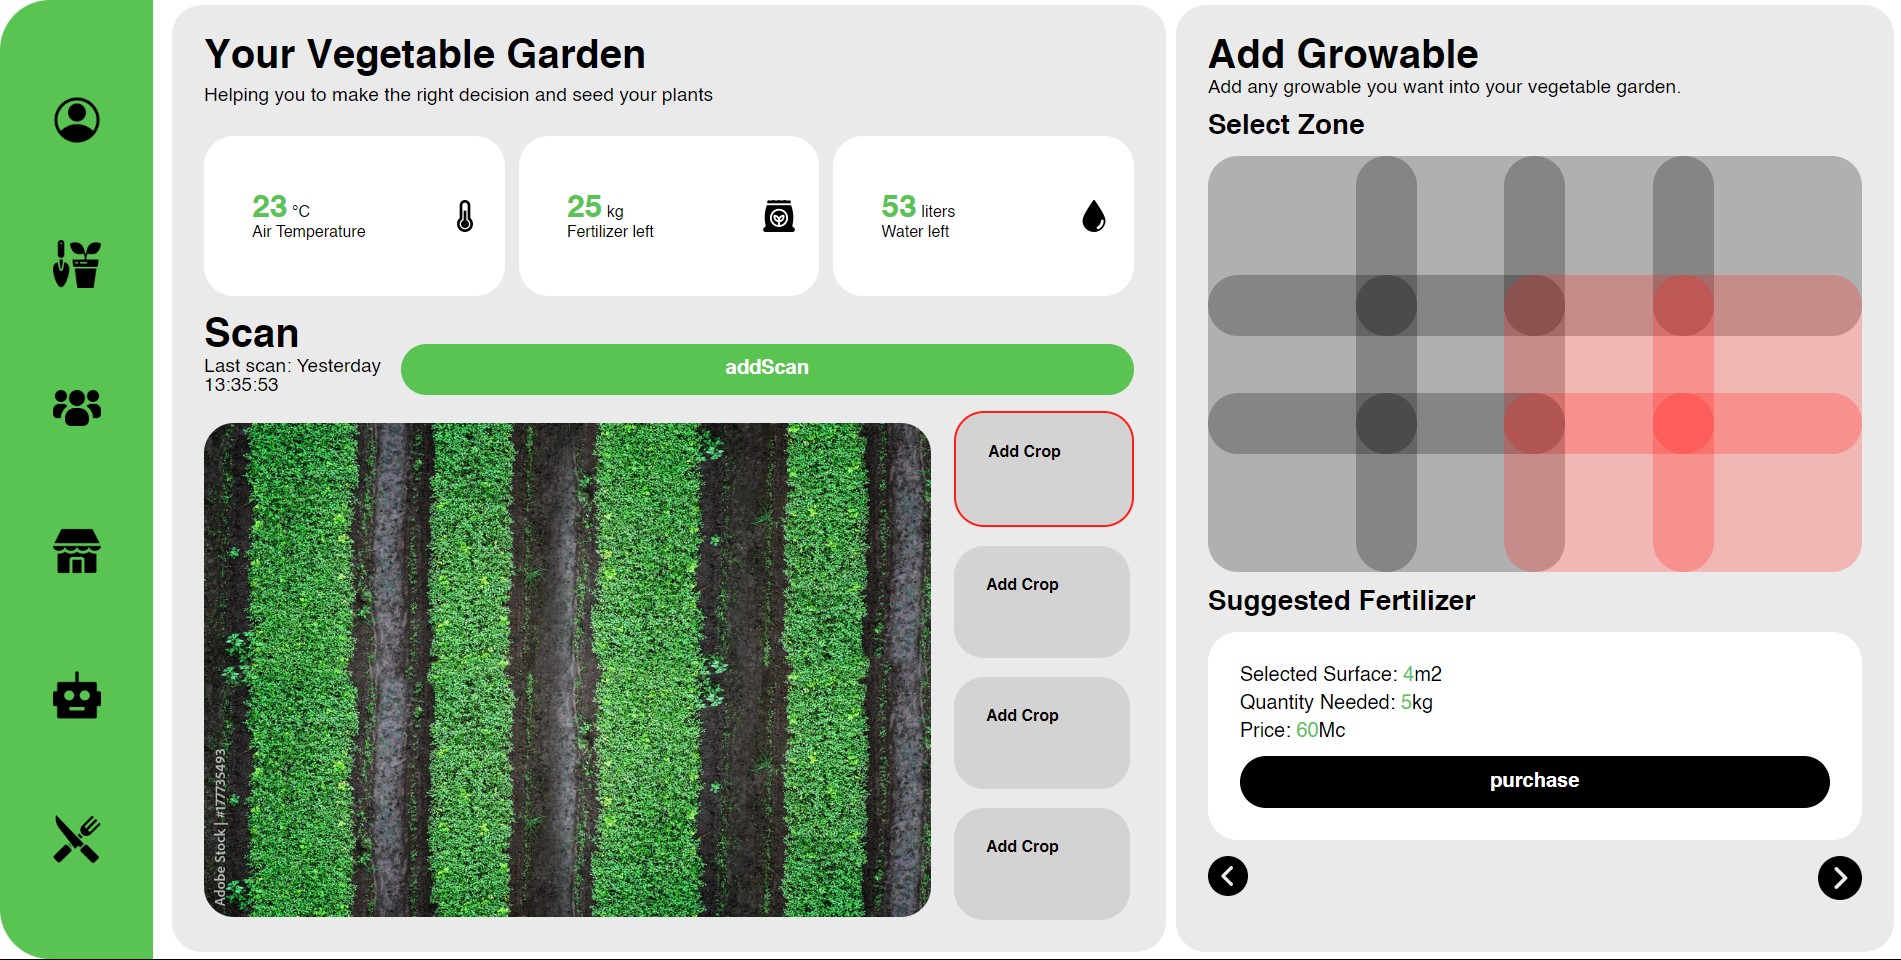 Your Vegetable Garden
Helping you to make the right decision and seed your plants
23 °C
Air Temperature
25 kg
Fertilizer left
53 liters
Water left
Scan
Last scan: Yesterday
13:35:53
addScan
Adobe Stock | #177735493
Add Crop
Add Crop
Add Crop
Add Crop
Add Growable
Add any growable you want into your vegetable garden.
Select Zone
Suggested Fertilizer
Selected Surface: 4m2
Quantity Needed: 5kg
Price: 60Mc
purchase